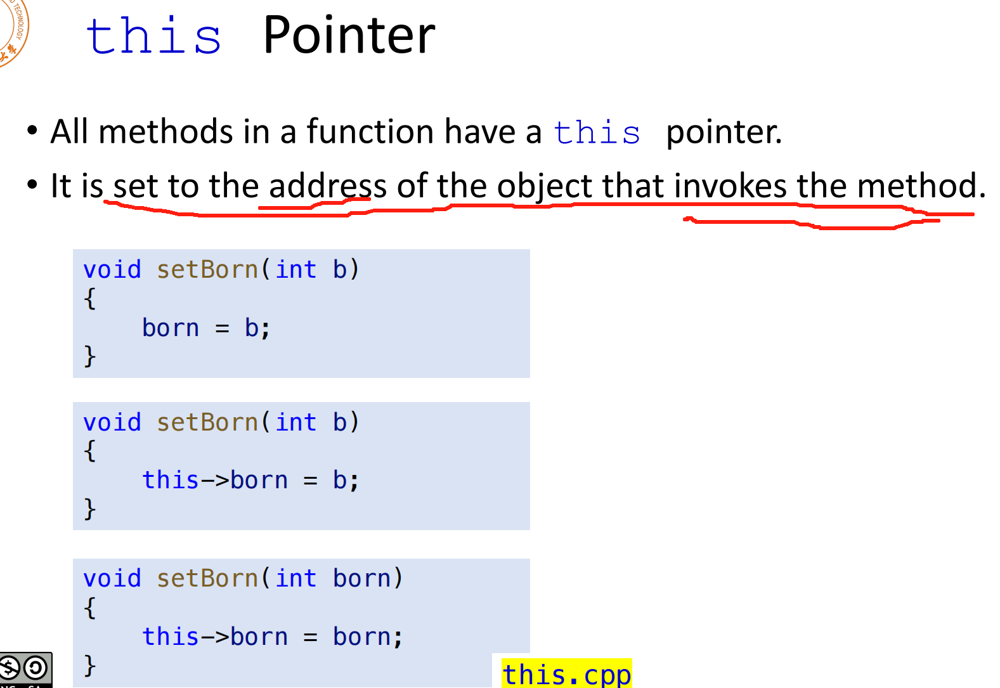 TECHNOLOGY
this Pointer
• All methods in a function have a this pointer.
• It is set to the address of the object that invokes the method.
void setBorn(int b)
{
    born = b;
}
void setBorn(int b)
{
    this->born = b;
}
void setBorn(int born)
{
    this->born = born;
}
this.cpp